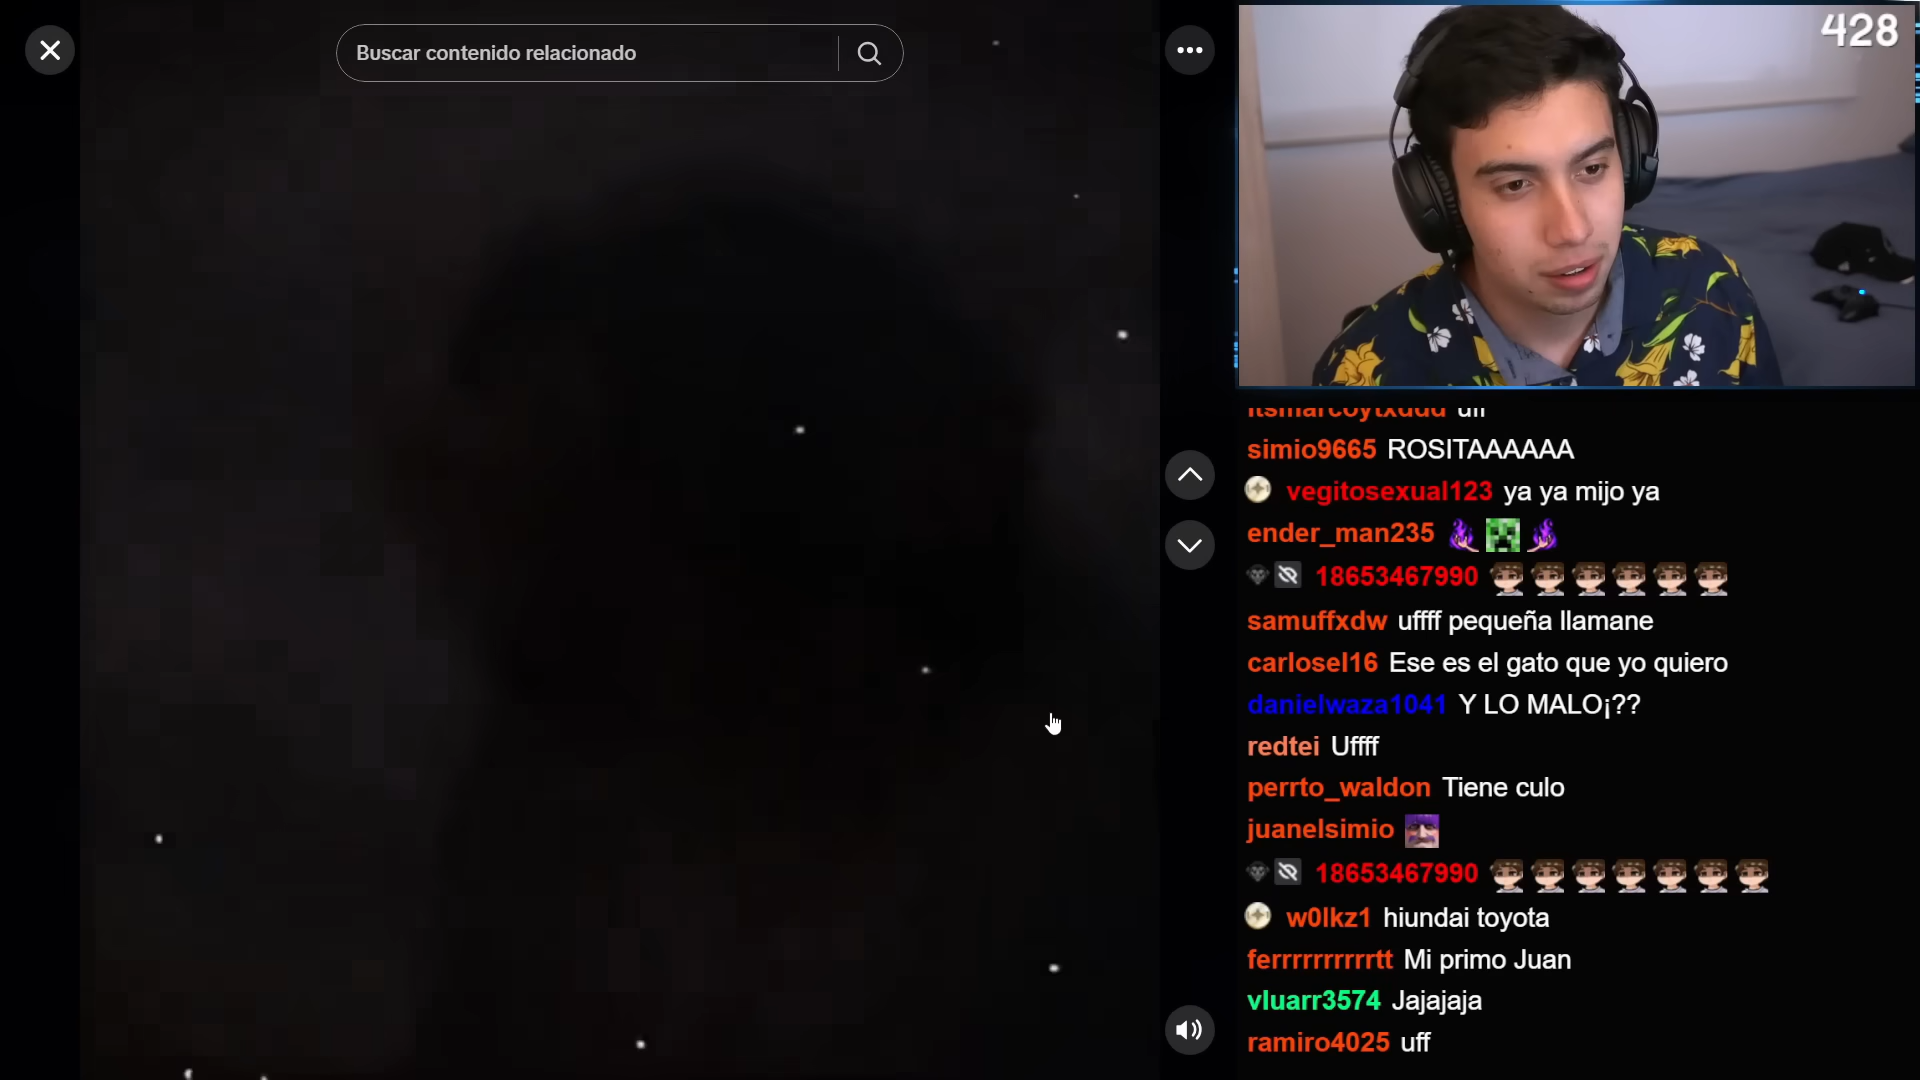 Buscar contenido relacionado
428
itsmarcoytxddd uff
simio9665 ROSITAAAAAA
vegitosexual123 ya ya mijo ya
ender_man235
18653467990
samuffxdw uffff pequeña llamane
carlosel16 Ese es el gato que yo quiero
danielwaza1041 Y LO MALO¡??
redtei Uffff
perrto_waldon Tiene culo
juanelsimio
18653467990
w0lkz1 hiundai toyota
ferrrrrrrrrrtt Mi primo Juan
vluarr3574 Jajajaja
ramiro4025 uff